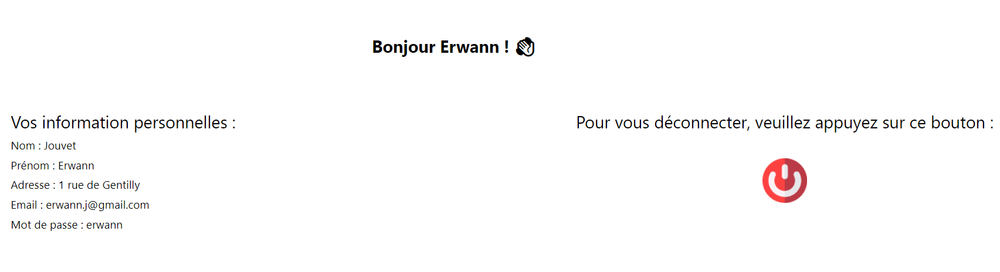 Bonjour Erwann !
Vos information personnelles :
Nom : Jouvet
Prénom : Erwann
Adresse : 1 rue de Gentilly
Email : erwann.j@gmail.com
Mot de passe : erwann
Pour vous déconnecter, veuillez appuyez sur ce bouton :